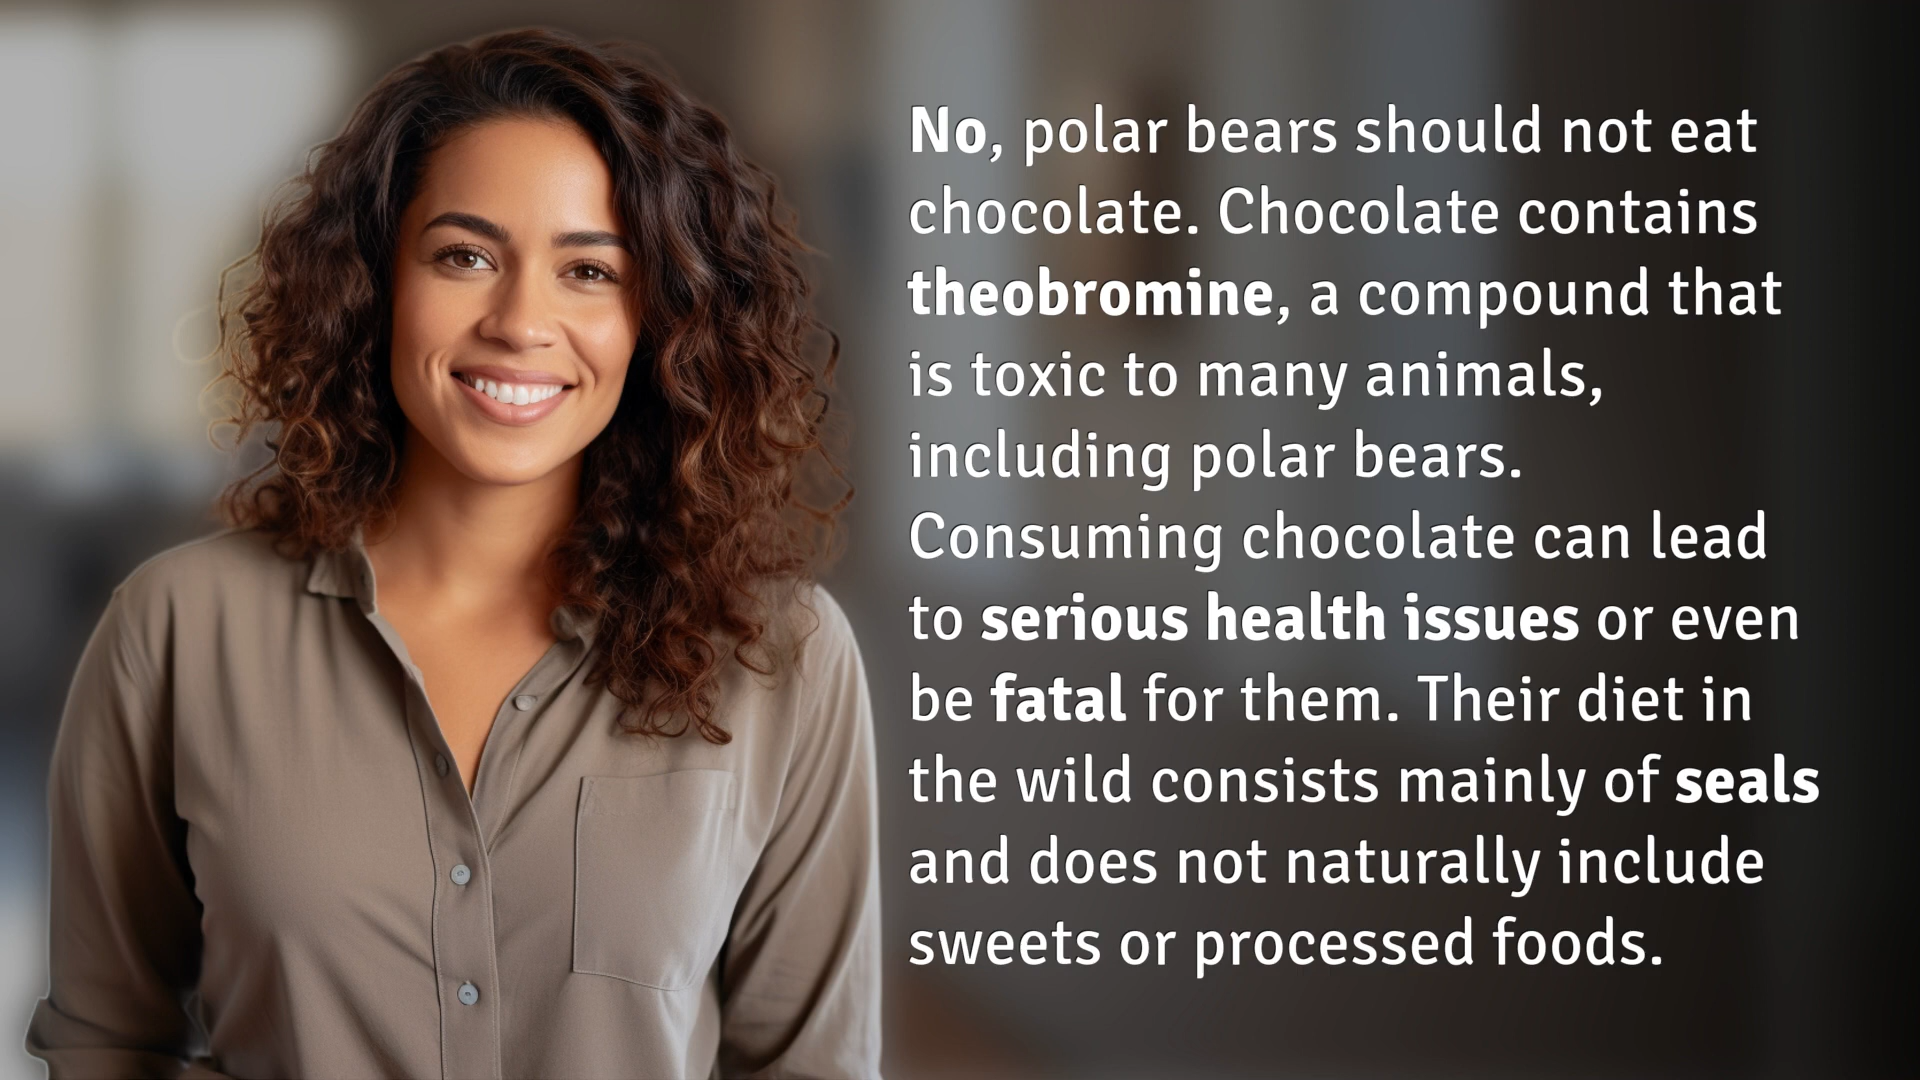 No, polar bears should not eat
chocolate. Chocolate contains
theobromine, a compound that
is toxic to many animals,
including polar bears.
Consuming chocolate can lead
to serious health issues or even
be fatal for them. Their diet in
the wild consists mainly of seals
and does not naturally include
sweets or processed foods.